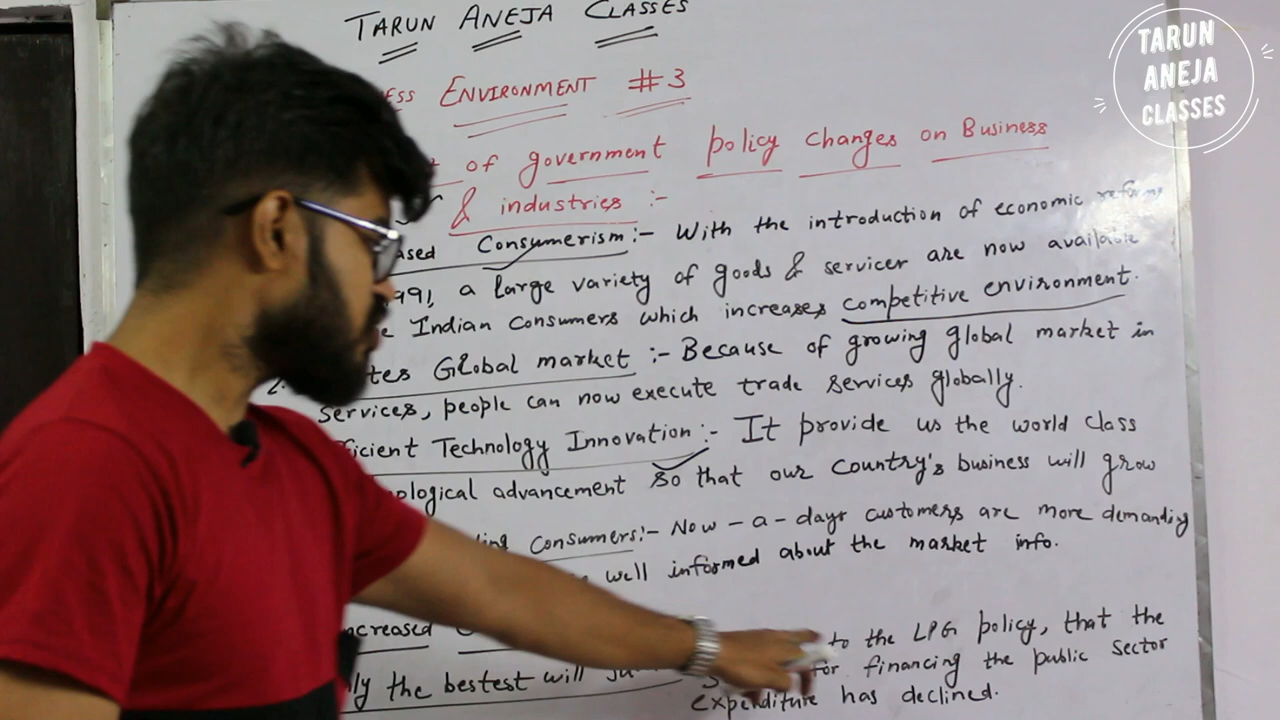 TARUN ANEJA CLASSES
TARUN
ANEJA
CLASSES
ENVIRONMENT #3
of government policy changes on Business
& industries :-
Consumerism :- With the introduction of economic reforms
a large variety of goods & servicer are now available
Indian Consumers which increases competitive environment.
2. Global market :- Because of growing global market in
services, people can now execute trade services globally.
Technology Innovation :- It provide us the world class
advancement so that our country's business will grow
consumers :- Now-a-days customers are more demanding
well informed about the market info.
to the LPG policy, that the
the bestest will for financing the public sector
expenditure has declined.